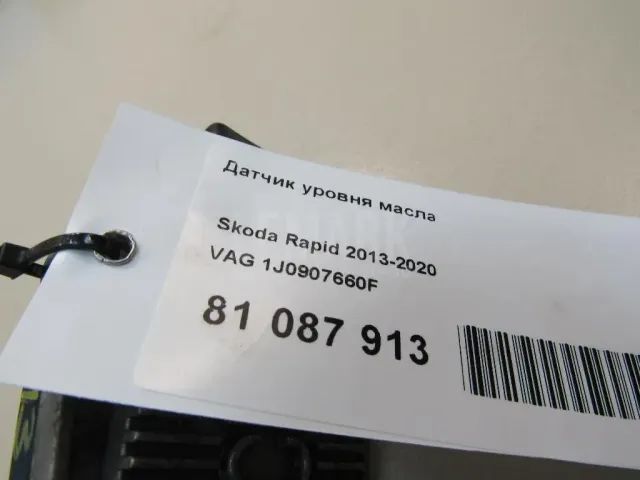 Датчик уровня масла
Skoda Rapid 2013-2020
VAG 1J0907660F
81 087 913